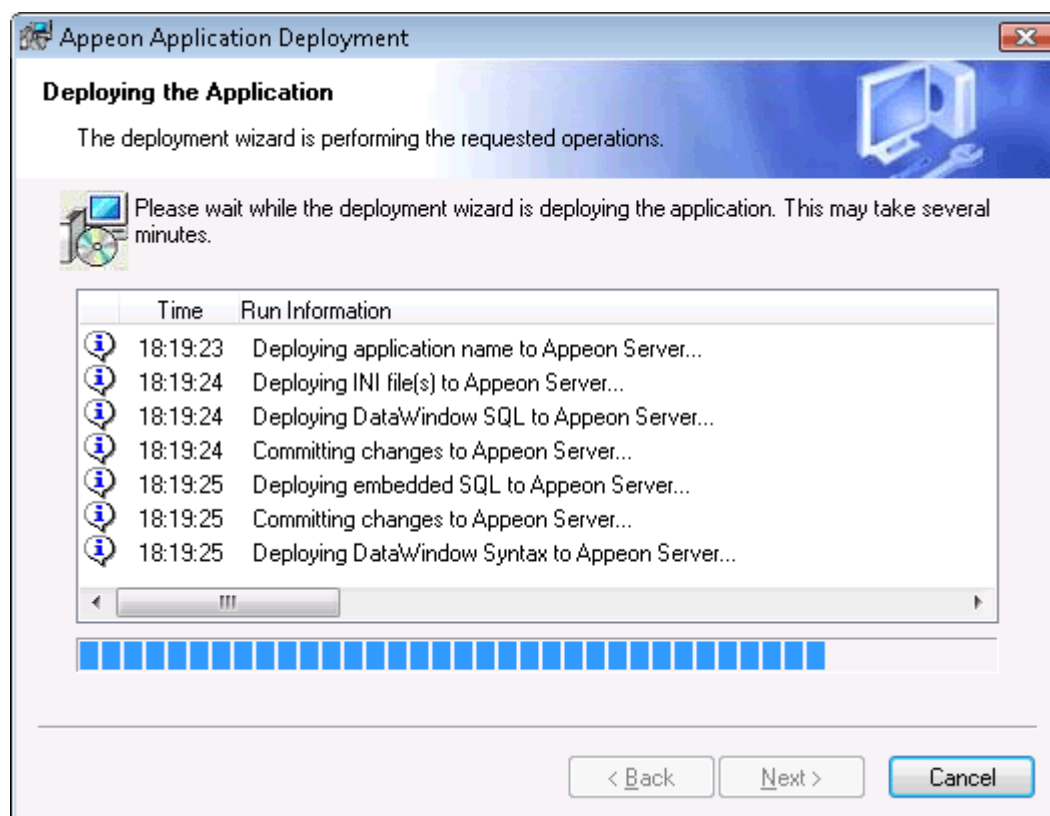 Appeon Application Deployment
Deploying the Application
The deployment wizard is performing the requested operations.
Please wait while the deployment wizard is deploying the application. This may take several
minutes.
Time Run Information
18:19:23 Deploying application name to Appeon Server...
18:19:24 Deploying INI file(s) to Appeon Server...
18:19:24 Deploying DataWindow SQL to Appeon Server...
18:19:24 Committing changes to Appeon Server...
18:19:25 Deploying embedded SQL to Appeon Server...
18:19:25 Committing changes to Appeon Server...
18:19:25 Deploying DataWindow Syntax to Appeon Server...
< Back Next > Cancel